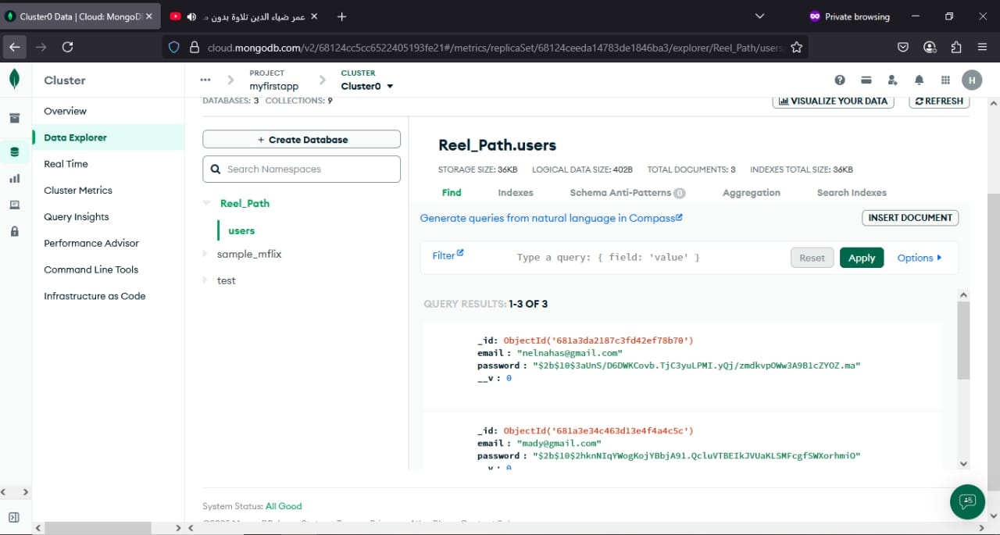 Cluster0 Data | Cloud: MongoD
عمر ضياء الدين تلاوة بدون
Private browsing
cloud.mongodb.com/v2/68124cc5cc6522405193fe21#/metrics/replicaSet/68124ceeda14783de1846ba3/explorer/Reel_Path/users
Cluster
PROJECT
myfirstapp
CLUSTER
Cluster0
H
Overview
Data Explorer
Real Time
Cluster Metrics
Query Insights
Performance Advisor
Command Line Tools
Infrastructure as Code
DATABASES: 3 COLLECTIONS: 9
VISUALIZE YOUR DATA
REFRESH
+ Create Database
Search Namespaces
Reel_Path
users
sample_mflix
test
Reel_Path.users
STORAGE SIZE: 36KB LOGICAL DATA SIZE: 402B TOTAL DOCUMENTS: 3 INDEXES TOTAL SIZE: 36KB
Find Indexes Schema Anti-Patterns 0 Aggregation Search Indexes
Generate queries from natural language in Compass
INSERT DOCUMENT
Filter
Type a query: { field: 'value' }
Reset
Apply
Options
QUERY RESULTS: 1-3 OF 3
_id: ObjectId('681a3da2187c3fd42ef78b70')
email : "nelnahas@gmail.com"
password : "$2b$10$3aUnS/D6DWKCovb.TjC3yuLPMI.yQj/zmdkvpOWw3A9B1cZYOZ.ma"
__v : 0
_id: ObjectId('681a3e34c463d13e4f4a4c5c')
email : "mady@gmail.com"
password : "$2b$10$2hknNIqYWogKojYBbjA91.QcluVTBEIkJVUaKLSMFcgfSWXorhmiO"
__v : 0
System Status: All Good